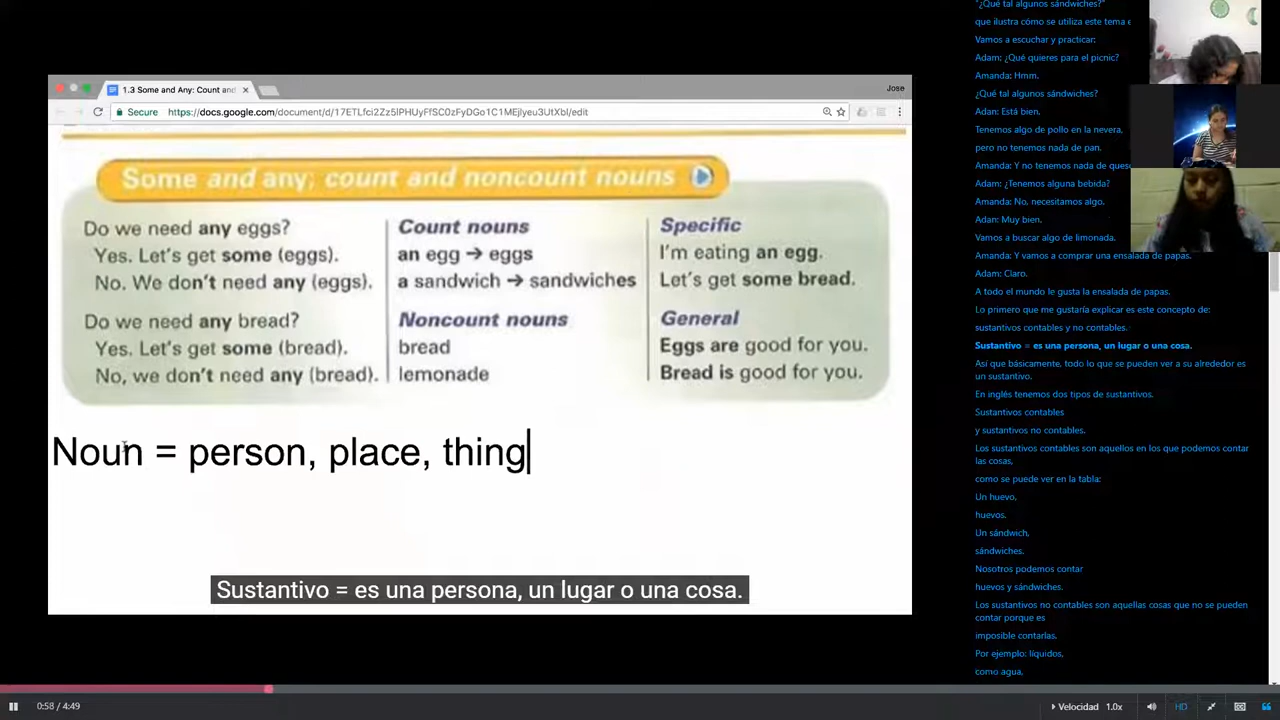 1.3 Some and Any: Count and
Jose
Secure
https://docs.google.com/document/d/17ETLfci2Zz5lPHUyFfSC0zFyDGo1C1MEjlyeu3UtXbI/edit
Some and any; count and noncount nouns
Do we need any eggs?
Yes. Let's get some (eggs).
No. We don't need any (eggs).
Do we need any bread?
Yes. Let's get some (bread).
No, we don't need any (bread).
Count nouns
an egg → eggs
a sandwich → sandwiches
Noncount nouns
bread
lemonade
Specific
I'm eating an egg.
Let's get some bread.
General
Eggs are good for you.
Bread is good for you.
Noun = person, place, thing
Sustantivo = es una persona, un lugar o una cosa.
0:58 / 4:49
Velocidad 1.0x
HD
"¿Qué tal algunos sándwiches?"
que ilustra cómo se utiliza este tema
Vamos a escuchar y practicar:
Adam: ¿Qué quieres para el picnic?
Amanda: Hmm.
¿Qué tal algunos sándwiches?
Adam: Está bien.
Tenemos algo de pollo en la nevera,
pero no tenemos nada de pan.
Amanda: Y no tenemos nada de
Adam: ¿Tenemos alguna bebida?
Amanda: No, necesitamos algo.
Adam: Muy bien.
Vamos a buscar algo de limonada.
Amanda: Y vamos a comprar una ensalada de papas.
Adam: Claro.
A todo el mundo le gusta la ensalada de papas.
Lo primero que me gustaría explicar es este concepto de:
sustantivos contables y no contables.
Sustantivo = es una persona, un lugar o una cosa.
Así que básicamente, todo lo que se pueden ver a su alrededor es
un sustantivo.
En inglés tenemos dos tipos de sustantivos.
Sustantivos contables
y sustantivos no contables.
Los sustantivos contables son aquellos en los que podemos contar
las cosas,
como se puede ver en la tabla:
Un huevo,
huevos.
Un sándwich,
sándwiches.
Nosotros podemos contar
huevos y sándwiches.
Los sustantivos no contables son aquellas cosas que no se pueden
contar porque es
imposible contarlas.
Por ejemplo: líquidos,
como agua,